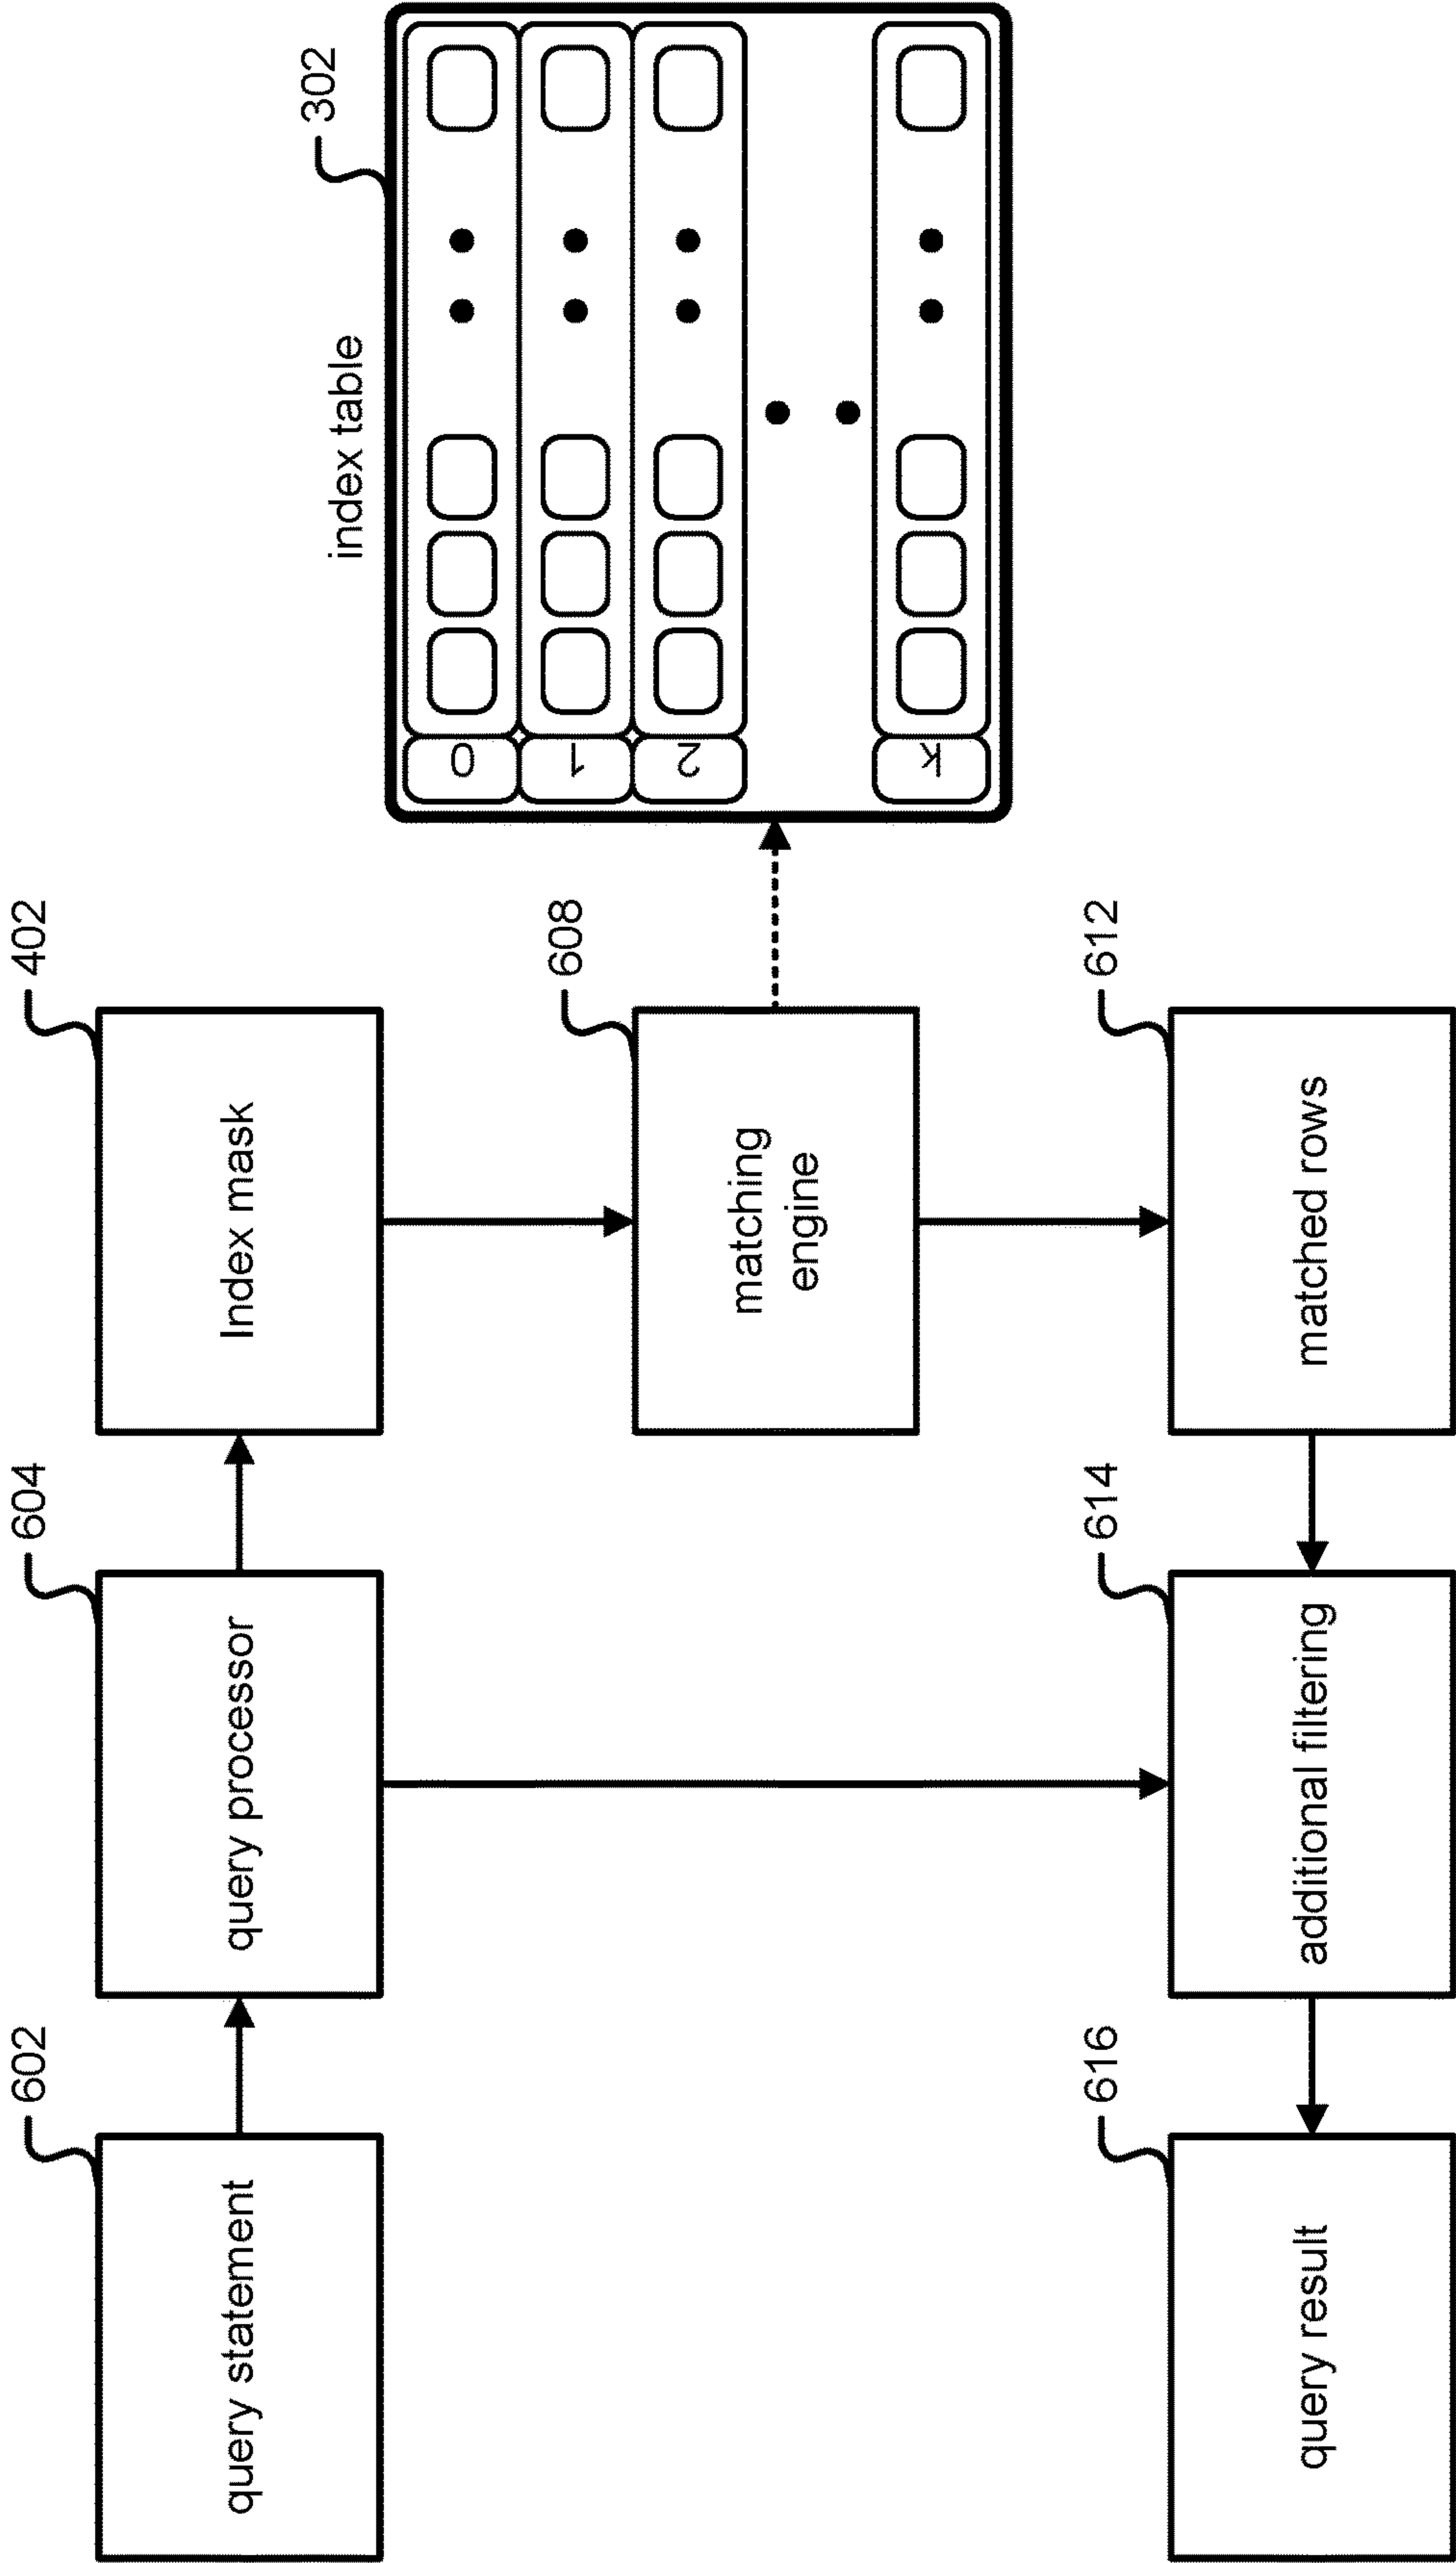 602
query statement
604
query processor
402
Index mask
608
matching
engine
302
index table
0
1
2
k
612
matched rows
614
additional filtering
616
query result